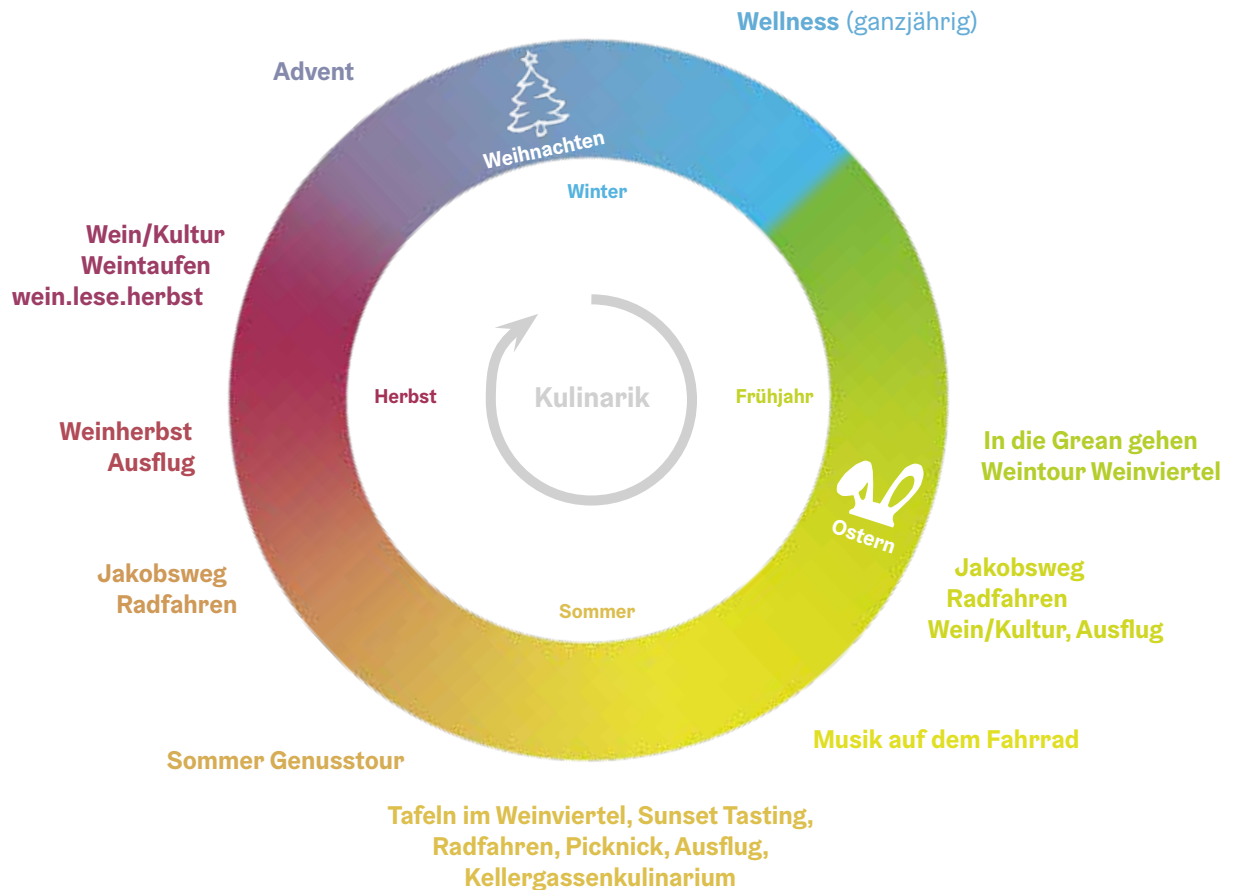 Wellness (ganzjährig)
Advent
Weihnachten
Winter
Wein/Kultur
Weintaufen
wein.lese.herbst
Herbst
Kulinarik
Frühjahr
Weinherbst
Ausflug
In die Grean gehen
Weintour Weinviertel
Ostern
Jakobsweg
Radfahren
Jakobsweg
Radfahren
Wein/Kultur, Ausflug
Sommer
Musik auf dem Fahrrad
Sommer Genusstour
Tafeln im Weinviertel, Sunset Tasting,
Radfahren, Picknick, Ausflug,
Kellergassenkulinarium